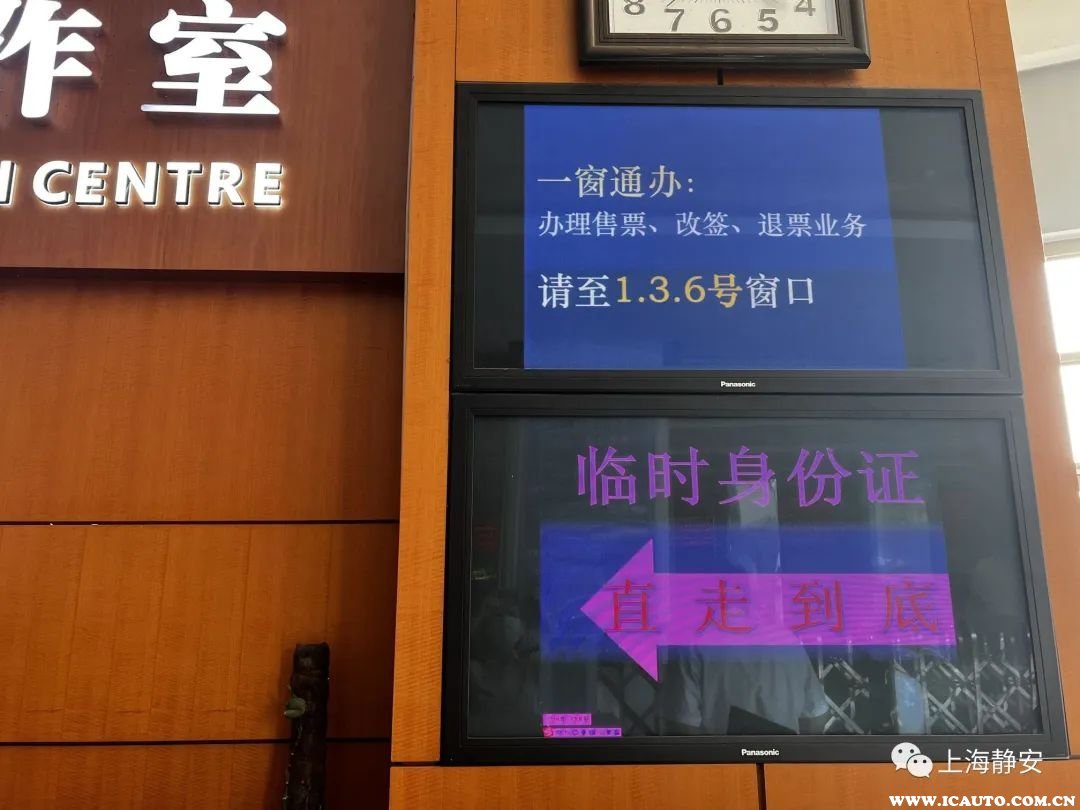 作室
CENTRE
8 7 6 5 4
一窗通办:
办理售票、改签、退票业务
请至1.3.6号窗口
Panasonic
临时身份证
直走到底
Panasonic
上海静安
WWW.ICAUTO.COM.CN